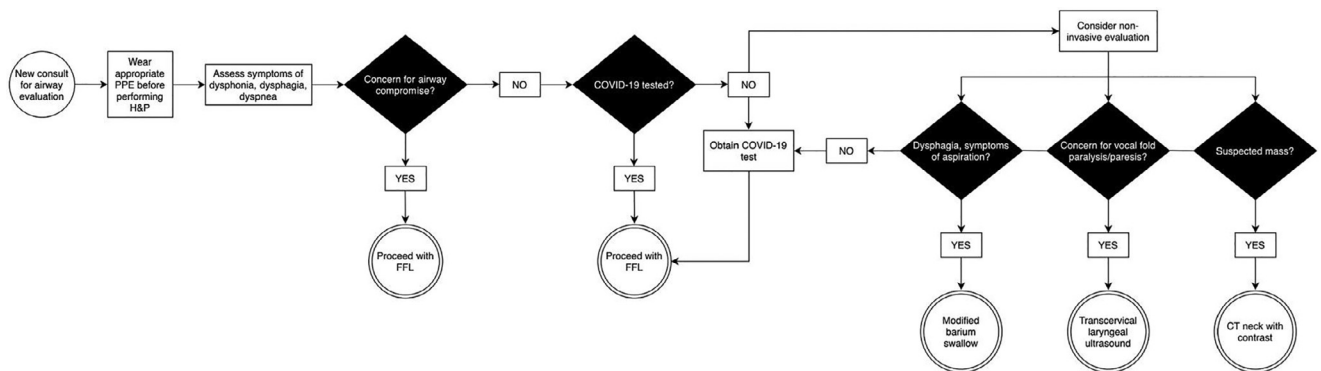 New consult
for airway
evaluation
Wear
appropriate
PPE before
performing
H&P
Assess symptoms of
dysphonia, dysphagia,
dyspnea
Concern for airway
compromise?
NO
YES
Proceed with
FFL
COVID-19 tested?
NO
YES
Proceed with
FFL
Obtain COVID-19
test
Consider non-
invasive evaluation
NO
Dysphagia, symptoms
of aspiration?
Concern for vocal fold
paralysis/paresis?
Suspected mass?
YES
YES
YES
Modified
barium
swallow
Transcervical
laryngeal
ultrasound
CT neck with
contrast